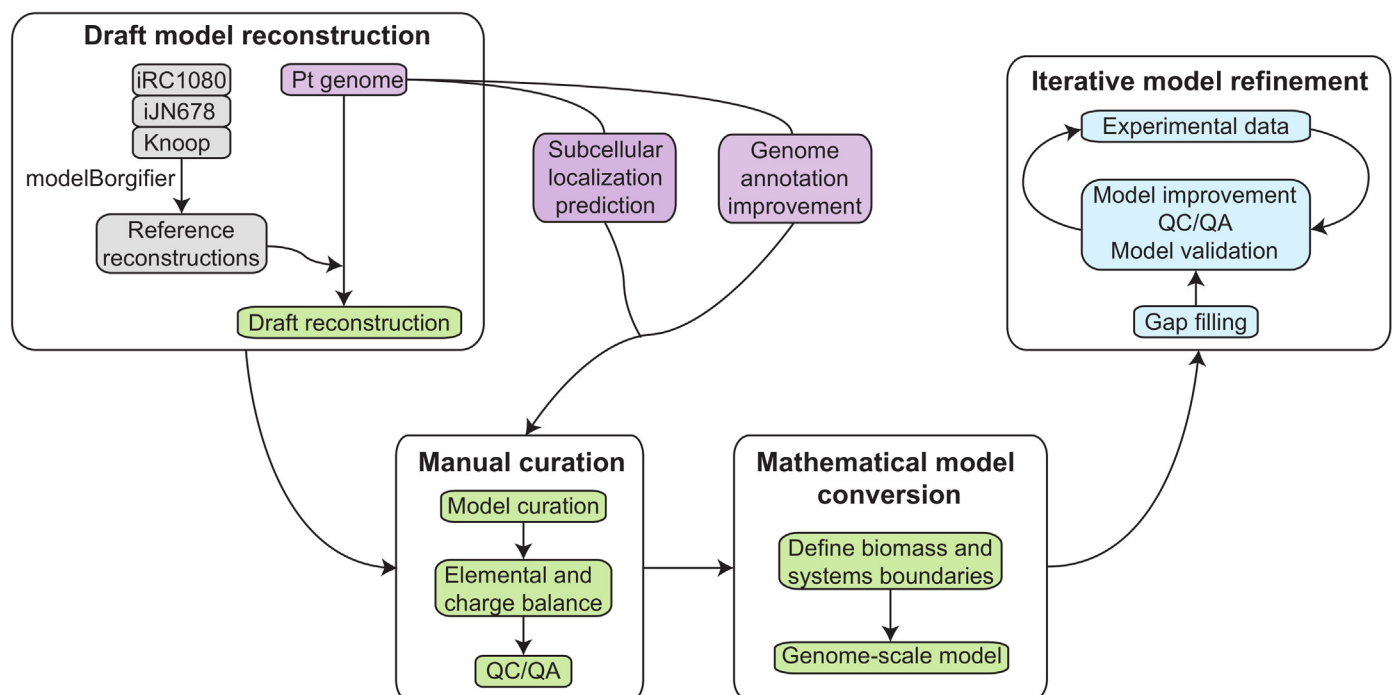 Draft model reconstruction
iRC1080
iJN678
Knoop
modelBorgifier
Reference
reconstructions
Pt genome
Draft reconstruction
Subcellular
localization
prediction
Genome
annotation
improvement
Manual curation
Model curation
Elemental and
charge balance
QC/QA
Mathematical model
conversion
Define biomass and
systems boundaries
Genome-scale model
Iterative model refinement
Experimental data
Model improvement
QC/QA
Model validation
Gap filling